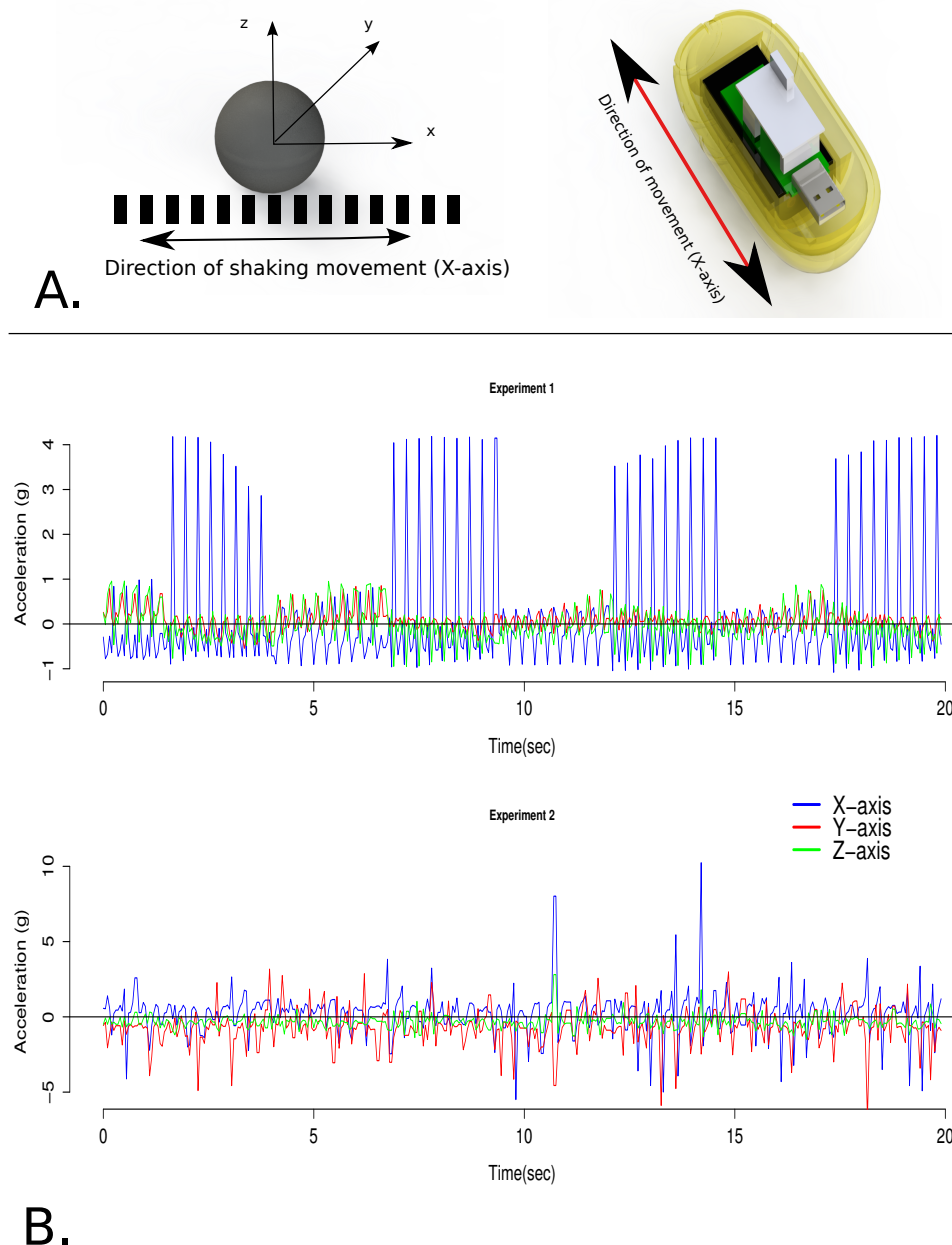 z
y
x
Direction of shaking movement (X-axis)
Direction of movement (X-axis)
A.
Experiment 1
Acceleration (g)
4
3
2
1
0
−1
0 5 10 15 20
Time(sec)
Experiment 2
X−axis
Y−axis
Z−axis
Acceleration (g)
10
5
0
−5
0 5 10 15 20
Time(sec)
B.